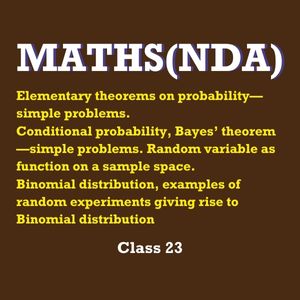 MATHS(NDA)
Elementary theorems on probability—
simple problems.
Conditional probability, Bayes’ theorem
—simple problems. Random variable as
function on a sample space.
Binomial distribution, examples of
random experiments giving rise to
Binomial distribution
Class 23